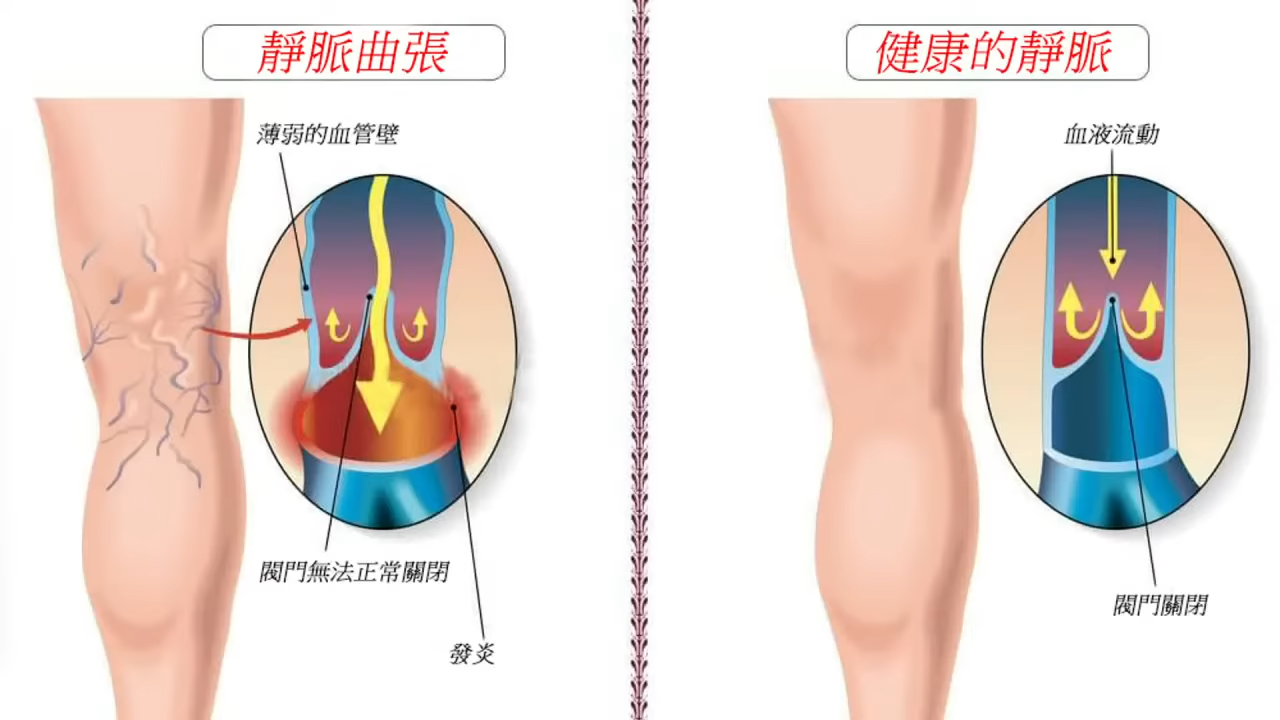 靜脈曲張
薄弱的血管壁
閥門無法正常關閉
發炎
健康的靜脈
血液流動
閥門關閉